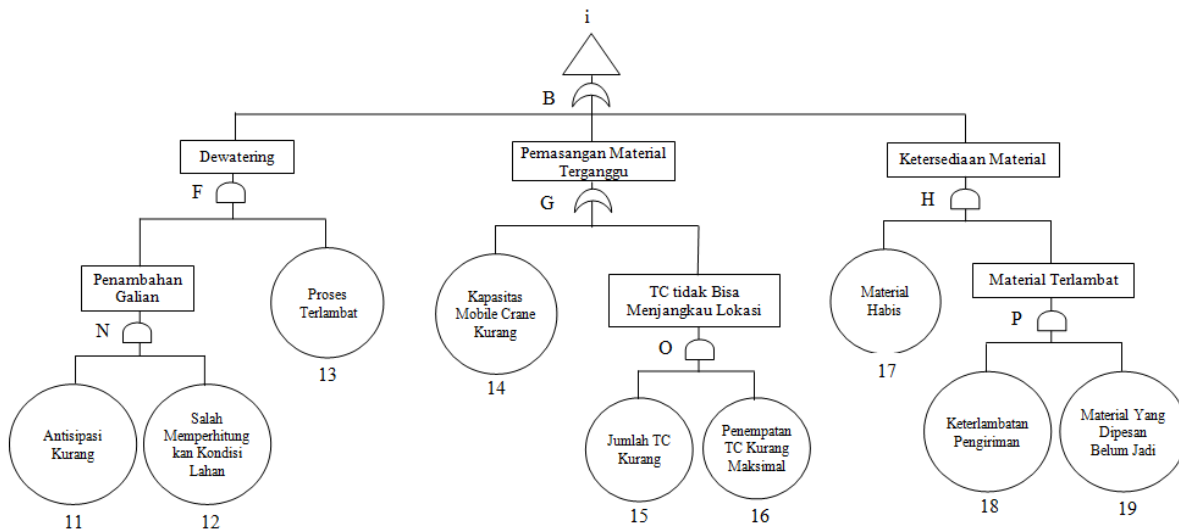 i
B
Dewatering
Pemasangan Material
Terganggu
Ketersediaan Material
F
G
H
Penambahan
Galian
Proses
Terlambat
Kapasitas
Mobile Crane
Kurang
TC tidak Bisa
Menjangkau Lokasi
Material
Habis
Material Terlambat
N
13
14
O
17
P
Antisipasi
Kurang
Salah
Memperhitung
kan Kondisi
Lahan
Jumlah TC
Kurang
Penempatan
TC Kurang
Maksimal
Keterlambatan
Pengiriman
Material Yang
Dipesan
Belum Jadi
11
12
15
16
18
19